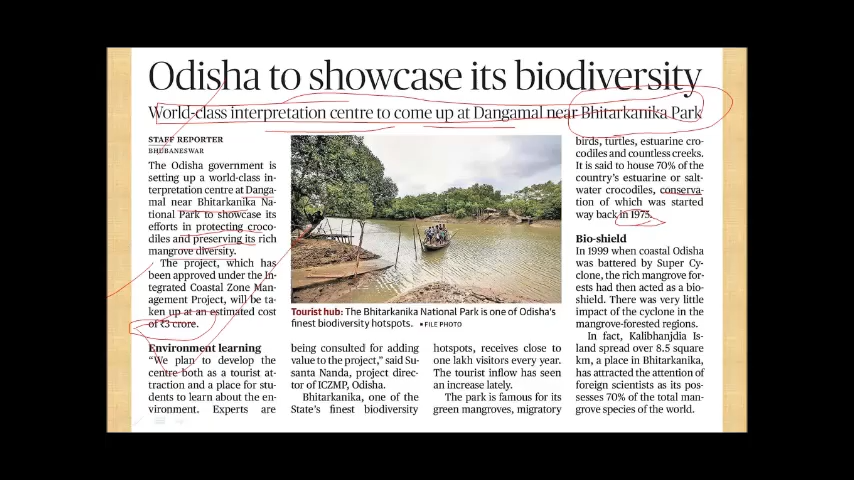 Odisha to showcase its biodiversity
World-class interpretation centre to come up at Dangamal near Bhitarkanika Park
STAFF REPORTER
BHUBANESWAR
The Odisha government is
setting up a world-class in-
terpretation centre at Danga-
mal near Bhitarkanika Na-
tional Park to showcase its
efforts in protecting croco-
diles and preserving its rich
mangrove diversity.
The project, which has
been approved under the In-
tegrated Coastal Zone Man-
agement Project, will be ta-
ken up at an estimated cost
of ₹3 crore.
Environment learning
“We plan to develop the
centre both as a tourist at-
traction and a place for stu-
dents to learn about the en-
vironment. Experts are
Tourist hub: The Bhitarkanika National Park is one of Odisha's
finest biodiversity hotspots. ▪ FILE PHOTO
being consulted for adding
value to the project,” said Su-
santa Nanda, project direc-
tor of ICZMP, Odisha.
Bhitarkanika, one of the
State's finest biodiversity
hotspots, receives close to
one lakh visitors every year.
The tourist inflow has seen
an increase lately.
The park is famous for its
green mangroves, migratory
birds, turtles, estuarine cro-
codiles and countless creeks.
It is said to house 70% of the
country's estuarine or salt-
water crocodiles, conserva-
tion of which was started
way back in 1975.
Bio-shield
In 1999 when coastal Odisha
was battered by Super Cy-
clone, the rich mangrove for-
ests had then acted as a bio-
shield. There was very little
impact of the cyclone in the
mangrove-forested regions.
In fact, Kalibhanjdia Is-
land spread over 8.5 square
km, a place in Bhitarkanika,
has attracted the attention of
foreign scientists as its pos-
sesses 70% of the total man-
grove species of the world.